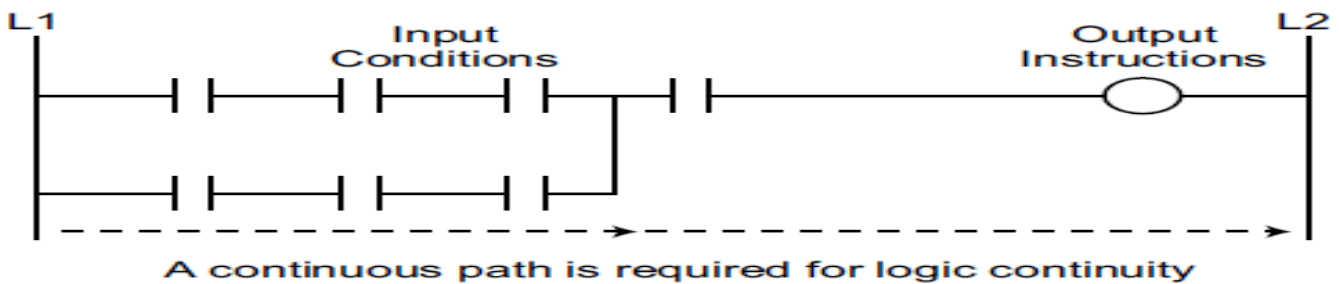 L1
Input
Conditions
Output
Instructions
L2
A continuous path is required for logic continuity